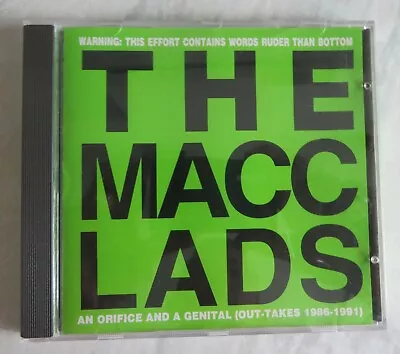 WARNING: THIS EFFORT CONTAINS WORDS RUDER THAN BOTTOM
THE
MACC
LADS
AN ORIFICE AND A GENITAL (OUT-TAKES 1986-1991)